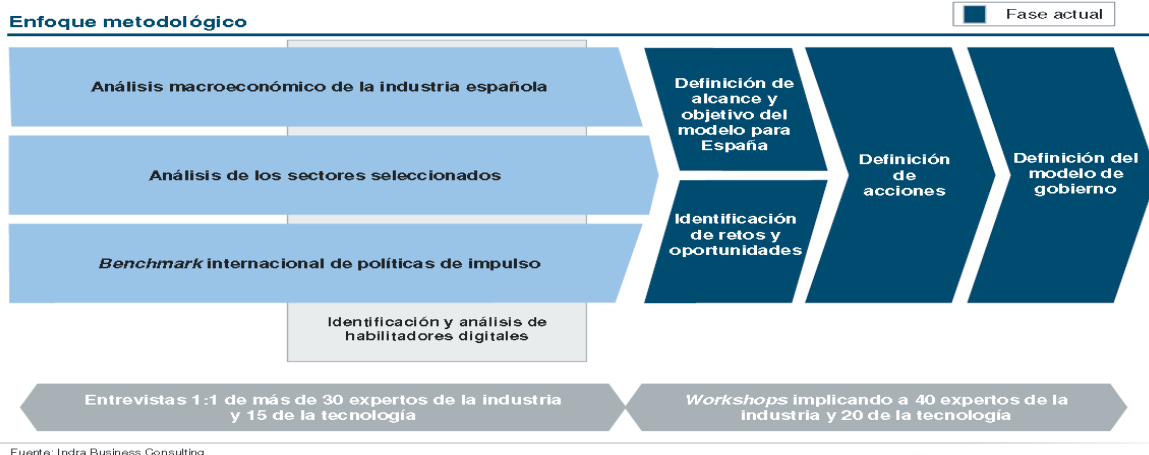 Enfoque metodológico
Fase actual
Análisis macroeconómico de la industria española
Análisis de los sectores seleccionados
Benchmark internacional de políticas de impulso
Identificación y análisis de
habilitadores digitales
Definición de
alcance y
objetivo del
modelo para
España
Identificación
de retos y
oportunidades
Definición
de
acciones
Definición del
modelo de
gobierno
Entrevistas 1:1 de más de 30 expertos de la industria
y 15 de la tecnología
Workshops implicando a 40 expertos de la
industria y 20 de la tecnología
Fuente: Indra Business Consulting